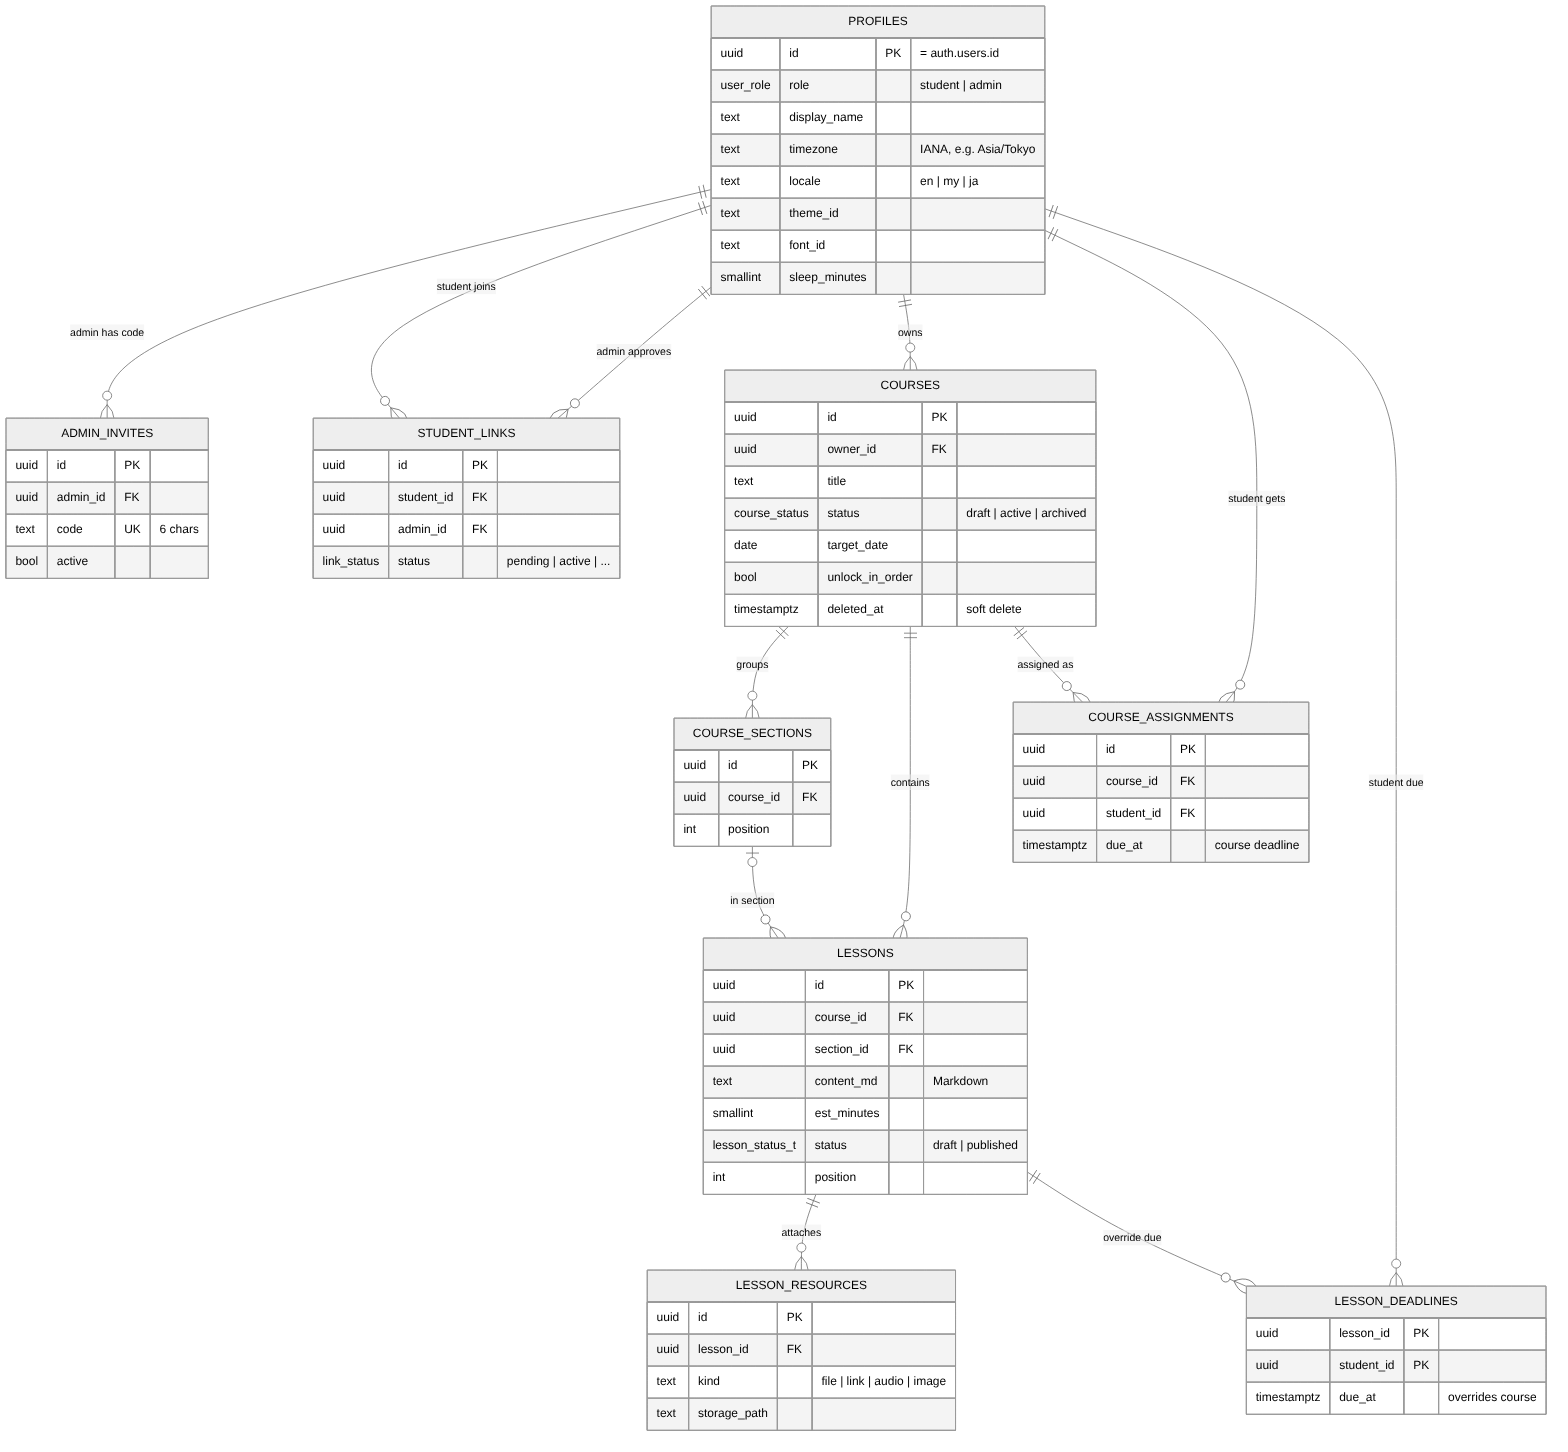 PROFILES
uuid id PK = auth.users.id
user_role role student | admin
text display_name
text timezone IANA, e.g. Asia/Tokyo
text locale en | my | ja
text theme_id
text font_id
smallint sleep_minutes
student joins
admin has code
owns
admin approves
student gets
ADMIN_INVITES
uuid id PK
uuid admin_id FK
text code UK 6 chars
bool active
STUDENT_LINKS
uuid id PK
uuid student_id FK
uuid admin_id FK
link_status status pending | active | ...
COURSES
uuid id PK
uuid owner_id FK
text title
course_status status draft | active | archived
date target_date
bool unlock_in_order
timestamptz deleted_at soft delete
groups
assigned as
contains
student due
COURSE_SECTIONS
uuid id PK
uuid course_id FK
int position
COURSE_ASSIGNMENTS
uuid id PK
uuid course_id FK
uuid student_id FK
timestamptz due_at course deadline
in section
LESSONS
uuid id PK
uuid course_id FK
uuid section_id FK
text content_md Markdown
smallint est_minutes
lesson_status_t status draft | published
int position
attaches
override due
LESSON_RESOURCES
uuid id PK
uuid lesson_id FK
text kind file | link | audio | image
text storage_path
LESSON_DEADLINES
uuid lesson_id PK
uuid student_id PK
timestamptz due_at overrides course